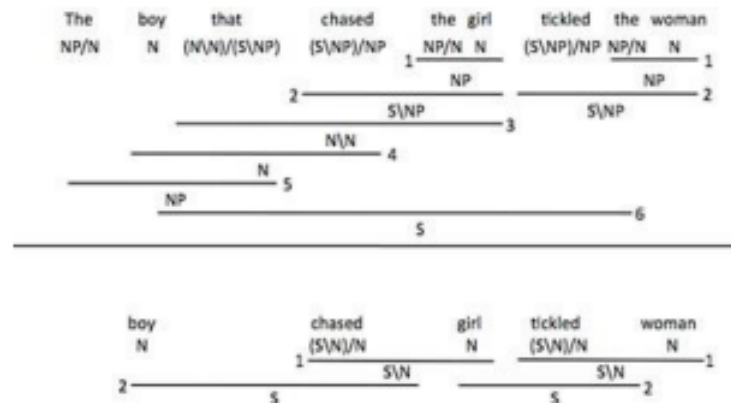 The boy that chased the girl tickled the woman
NP/N N (N\N)/(S\NP) (S\NP)/NP NP/N N (S\NP)/NP NP/N N
1 1
NP NP
2 2
S\NP S\NP
3
N\N
4
N
5
NP
6
S
boy chased girl tickled woman
N (S\N)/N N (S\N)/N N
1 1
S\N S\N
2 2
S S